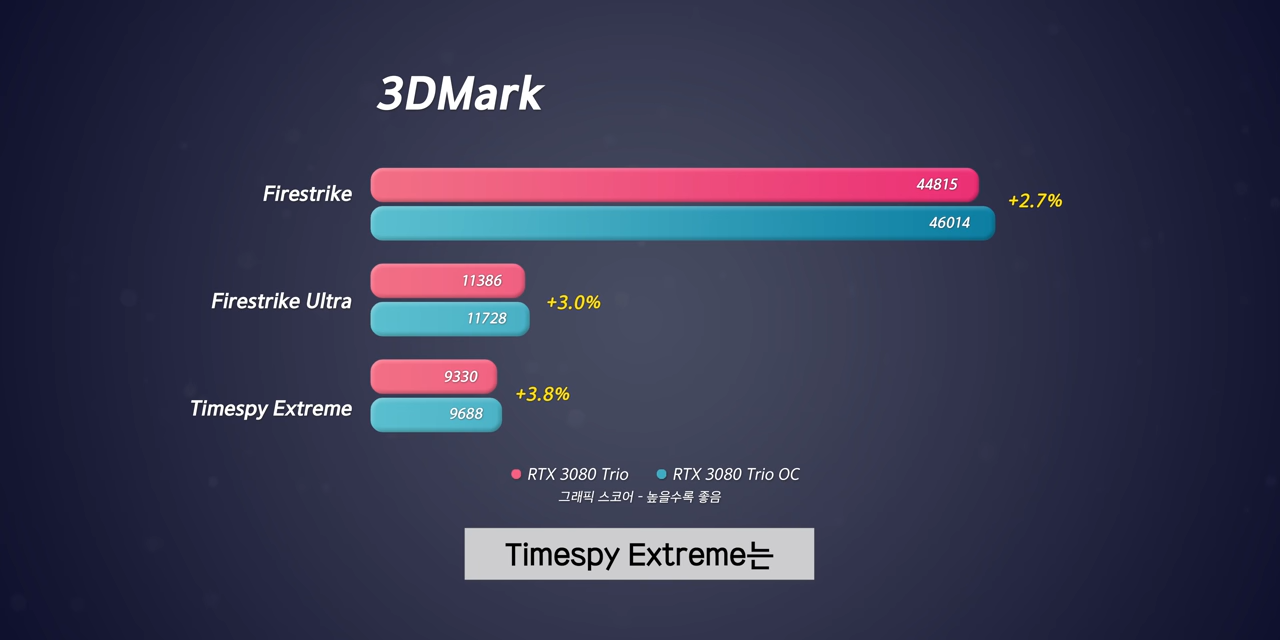 3DMark
Firestrike
44815
46014
+2.7%
Firestrike Ultra
11386
11728
+3.0%
Timespy Extreme
9330
9688
+3.8%
RTX 3080 Trio RTX 3080 Trio OC
그래픽 스코어 - 높을수록 좋음
Timespy Extreme는